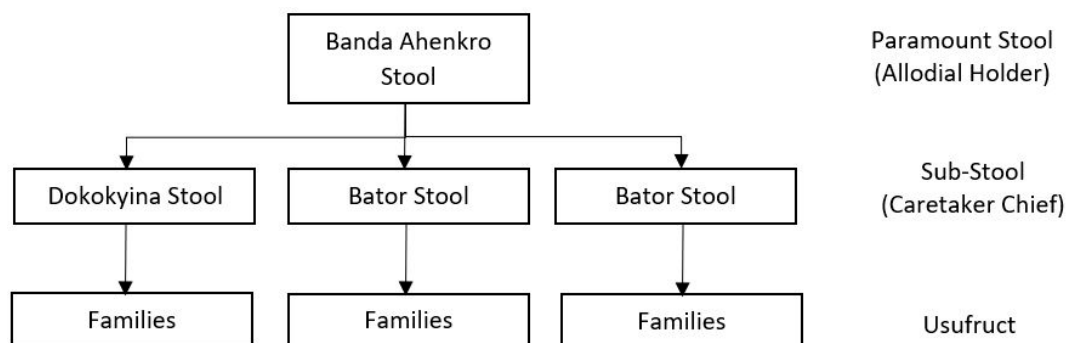 Banda Ahenkro
Stool
Paramount Stool
(Allodial Holder)
Dokokyina Stool
Bator Stool
Bator Stool
Sub-Stool
(Caretaker Chief)
Families
Families
Families
Usufruct